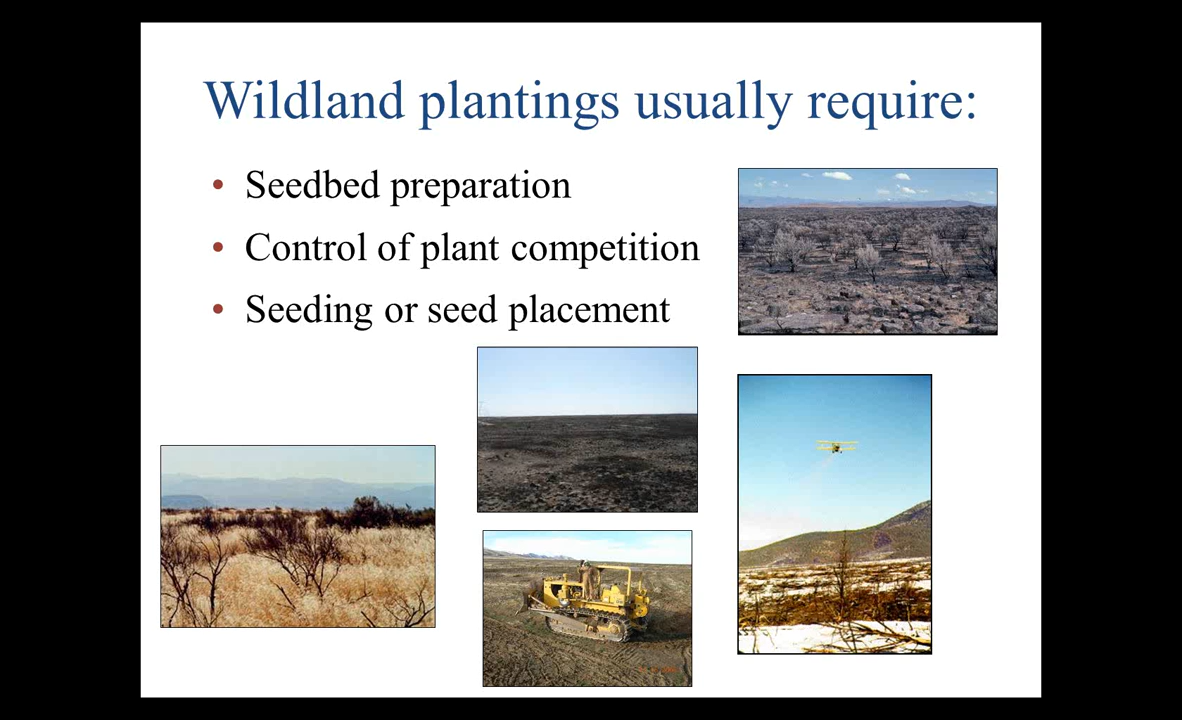 Wildland plantings usually require:
• Seedbed preparation
• Control of plant competition
• Seeding or seed placement